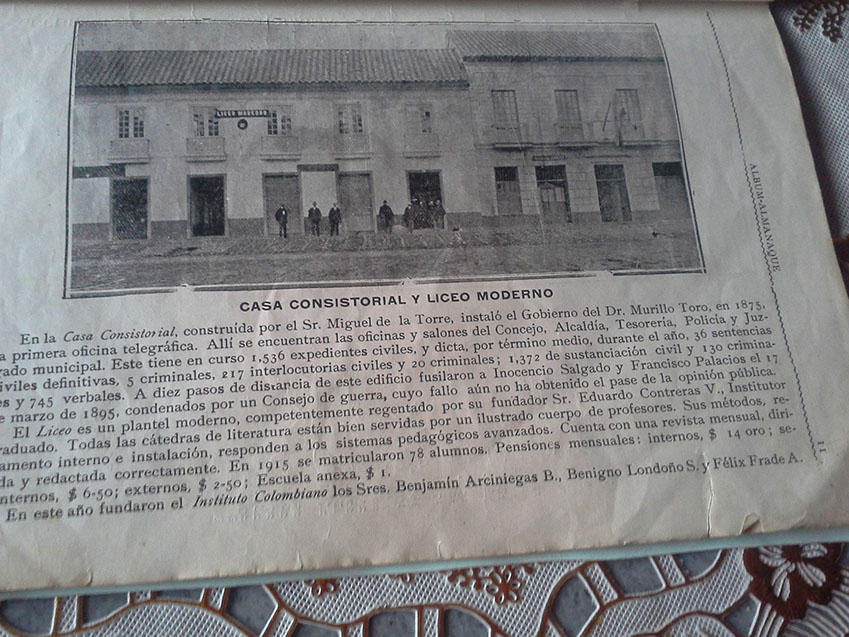 LICEO MODERNO
ALBUM-ALMANAQUE
11
CASA CONSISTORIAL Y LICEO MODERNO
En la Casa Consistorial, construída por el Sr. Miguel de la Torre, instaló el Gobierno del Dr. Murillo Toro, en 1875,
a primera oficina telegráfica. Allí se encuentran las oficinas y salones del Concejo, Alcaldía, Tesorería, Policía y Juz-
rado municipal. Este tiene en curso 1,536 expedientes civiles, y dicta, por término medio, durante el año, 36 sentencias
iviles definitivas, 5 criminales, 217 interlocutorias civiles y 20 criminales; 1,372 de sustanciación civil y 130 crimina-
es y 745 verbales. A diez pasos de distancia de este edificio fusilaron a Inocencio Salgado y Francisco Palacios el 17
e marzo de 1895, condenados por un Consejo de guerra, cuyo fallo aún no ha obtenido el pase de la opinión pública.
El Liceo es un plantel moderno, competentemente regentado por su fundador Sr. Eduardo Contreras V., Institutor
raduado. Todas las cátedras de literatura están bien servidas por un ilustrado cuerpo de profesores. Sus métodos, re-
amento interno e instalación, responden a los sistemas pedagógicos avanzados. Cuenta con una revista mensual, diri-
da y redactada correctamente. En 1915 se matricularon 78 alumnos. Pensiones mensuales: internos, $ 14 oro; se-
nternos, $ 6-50; externos, $ 2-50; Escuela anexa, $ 1.
En este año fundaron el Instituto Colombiano los Sres. Benjamín Arciniegas B., Benigno Londoño S. y Félix Frade A.